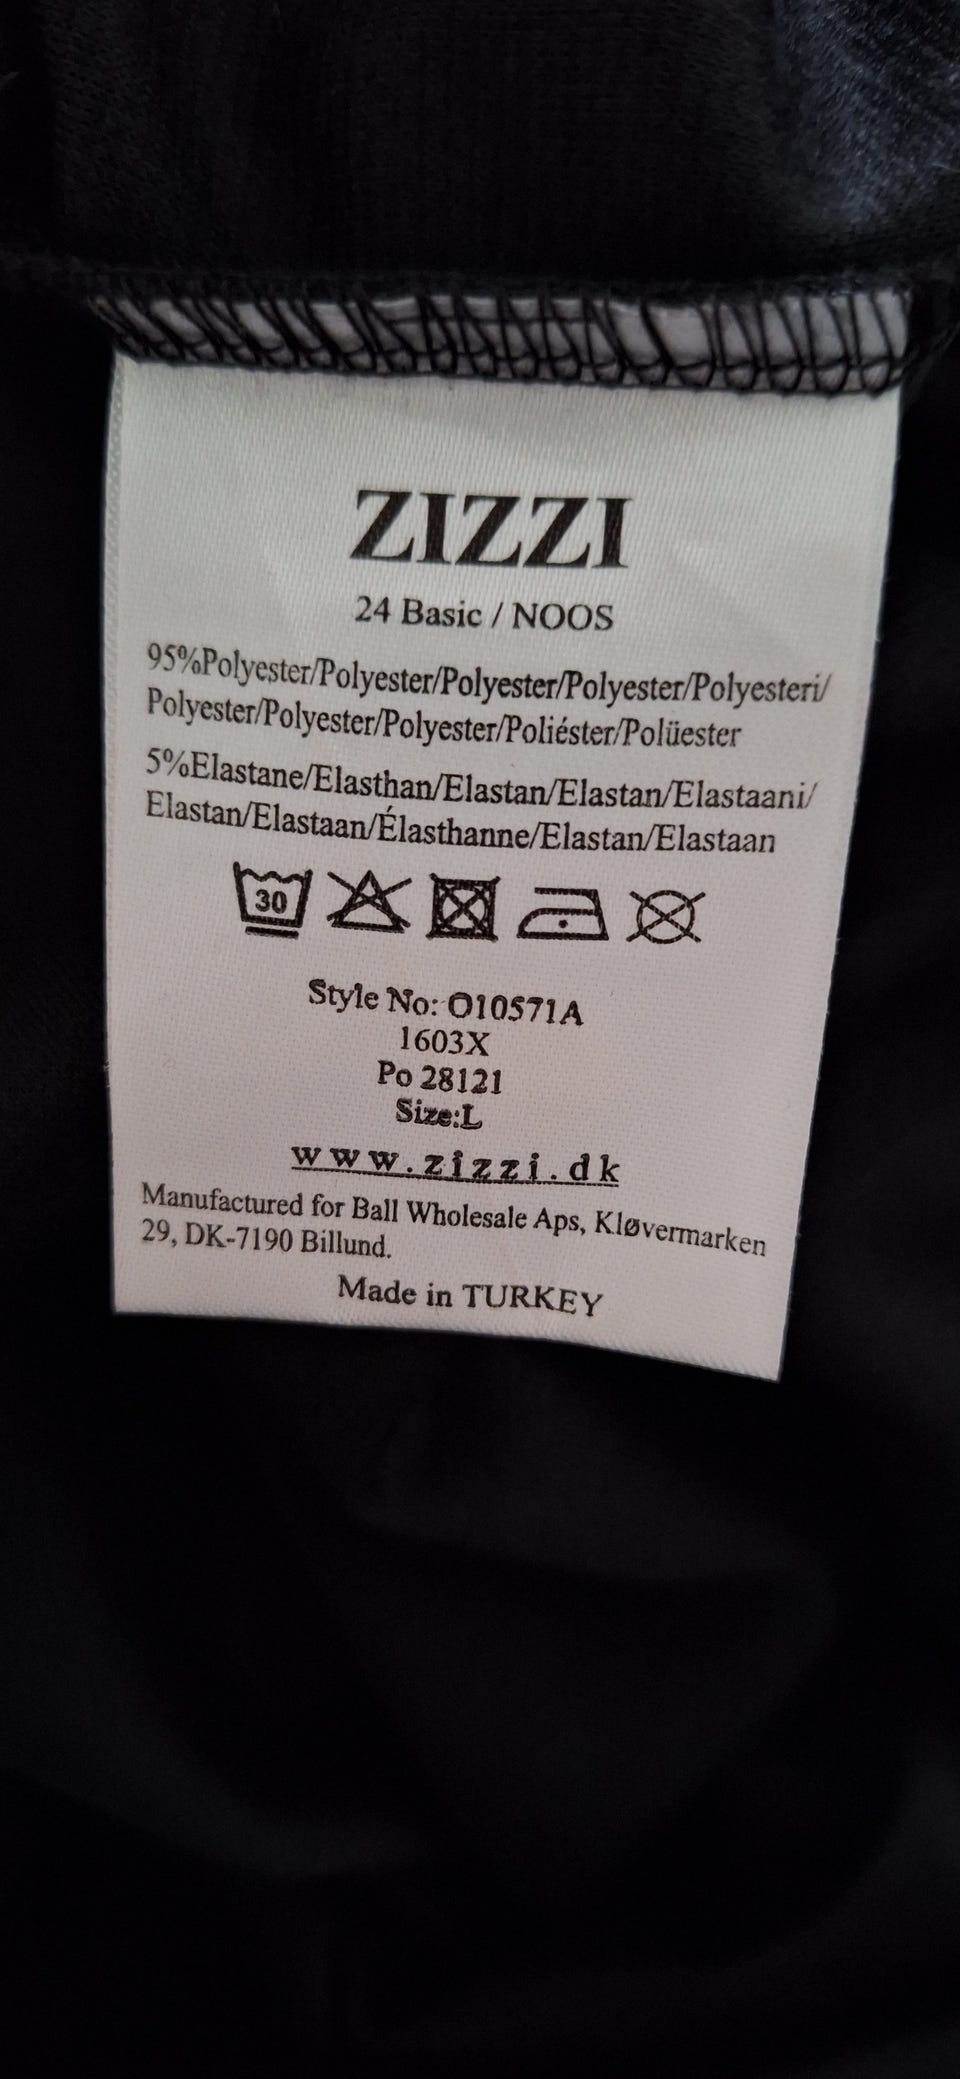 ZIZZI
24 Basic / NOOS
95%Polyester/Polyester/Polyester/Polyester/Polyesteri/
Polyester/Polyester/Polyester/Poliéster/Polüester
5%Elastane/Elasthan/Elastan/Elastan/Elastaani/
Elastan/Elastaan/Élasthanne/Elastan/Elastaan
30
Style No: O10571A
1603X
Po 28121
Size:L
www.zizzi.dk
Manufactured for Ball Wholesale Aps, Kløvermarken
29, DK-7190 Billund.
Made in TURKEY